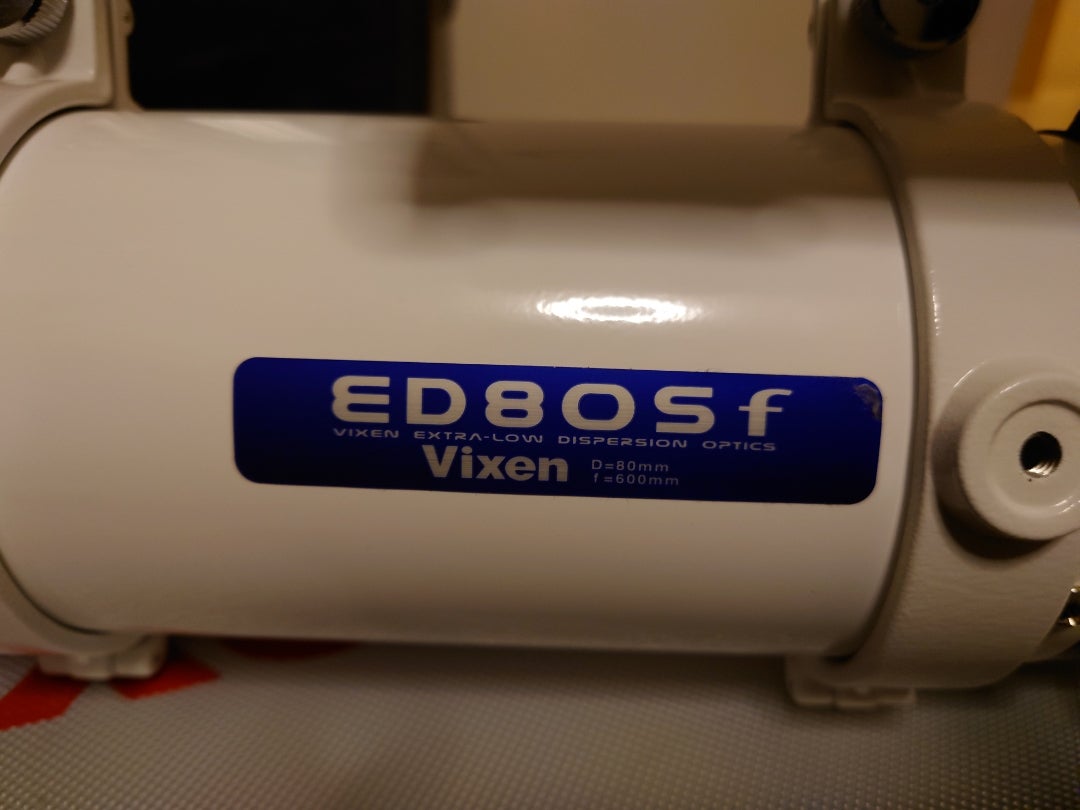 ED80Sf
VIXEN EXTRA-LOW DISPERSION OPTICS
Vixen D=80mm
f=600mm